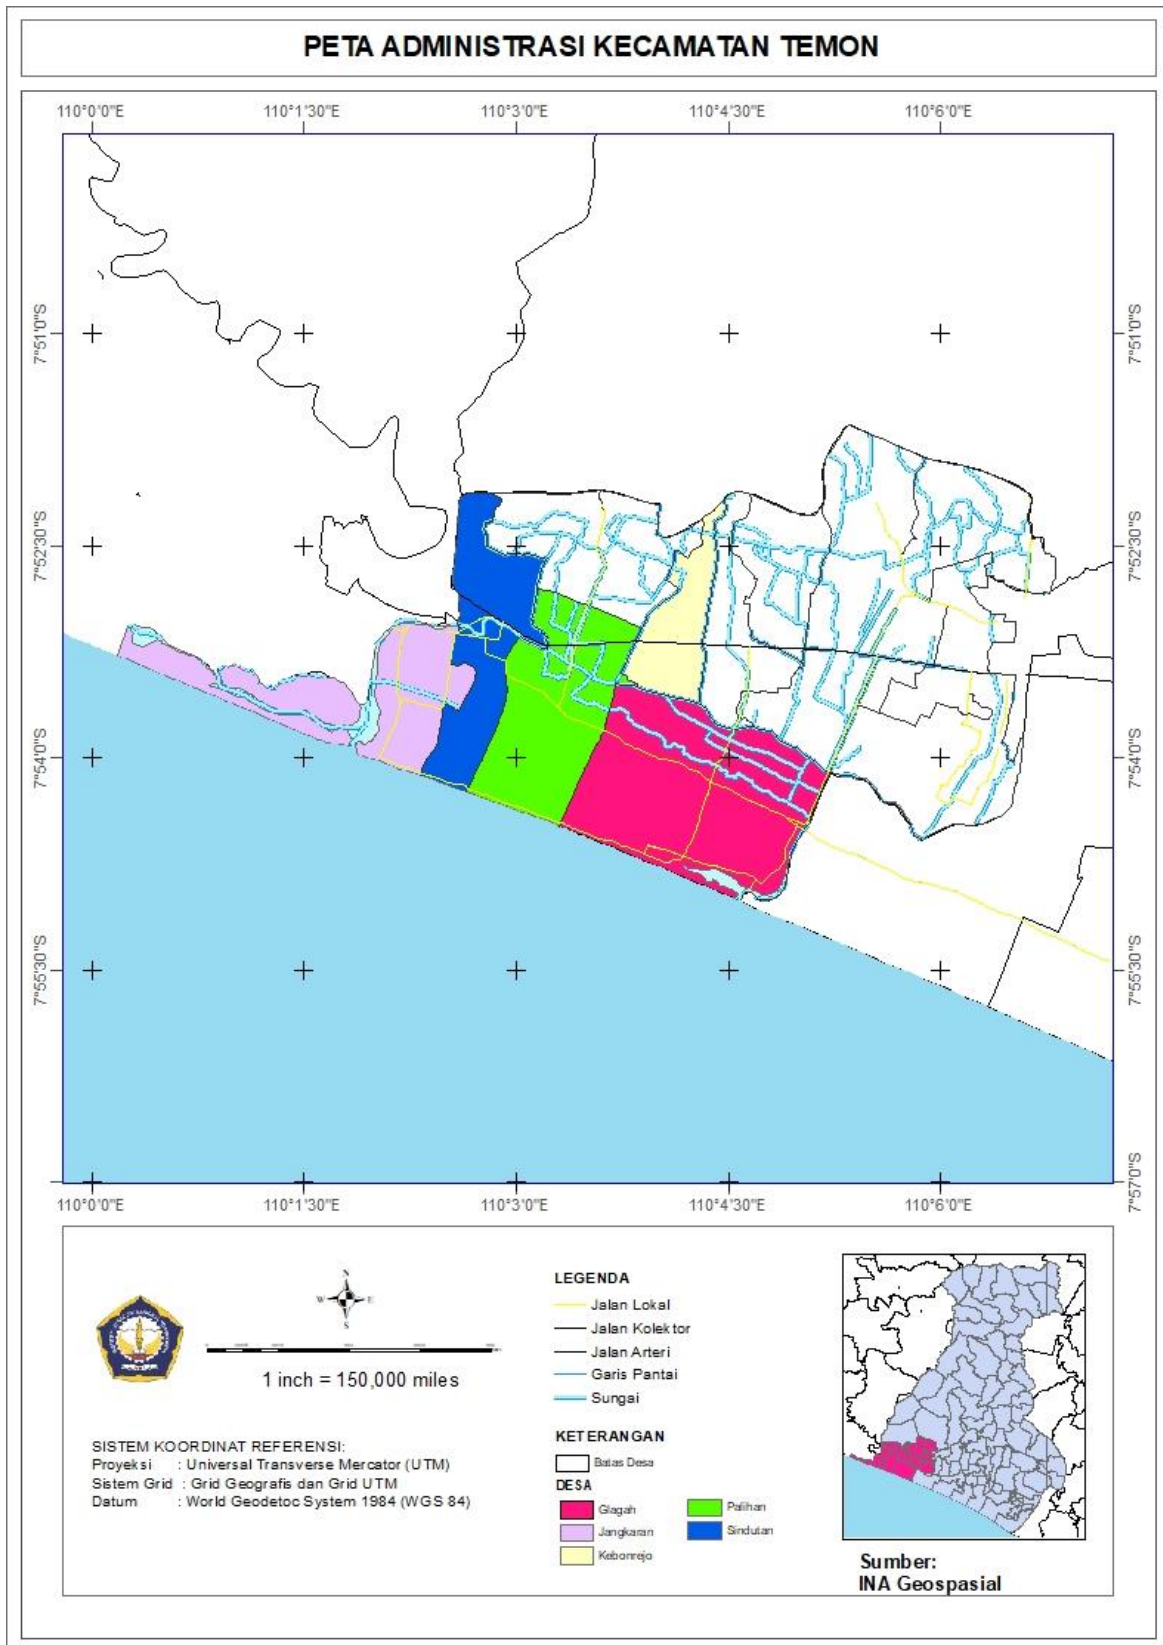 PETA ADMINISTRASI KECAMATAN TEMON
110°0'0"E 110°1'30"E 110°3'0"E 110°4'30"E 110°6'0"E
7°51'0"S 7°51'0"S
7°52'30"S 7°52'30"S
7°54'0"S 7°54'0"S
7°55'30"S 7°55'30"S
7°57'0"S
110°0'0"E 110°1'30"E 110°3'0"E 110°4'30"E 110°6'0"E
N
W E
S
1 inch = 150,000 miles
SISTEM KOORDINAT REFERENSI:
Proyeksi : Universal Transverse Mercator (UTM)
Sistem Grid : Grid Geografis dan Grid UTM
Datum : World Geodetoc System 1984 (WGS 84)
LEGENDA
Jalan Lokal
Jalan Kolektor
Jalan Arteri
Garis Pantai
Sungai
KETERANGAN
Batas Desa
DESA
Glagah
Jangkaran
Kebonrejo
Palihan
Sindutan
Sumber:
INA Geospasial